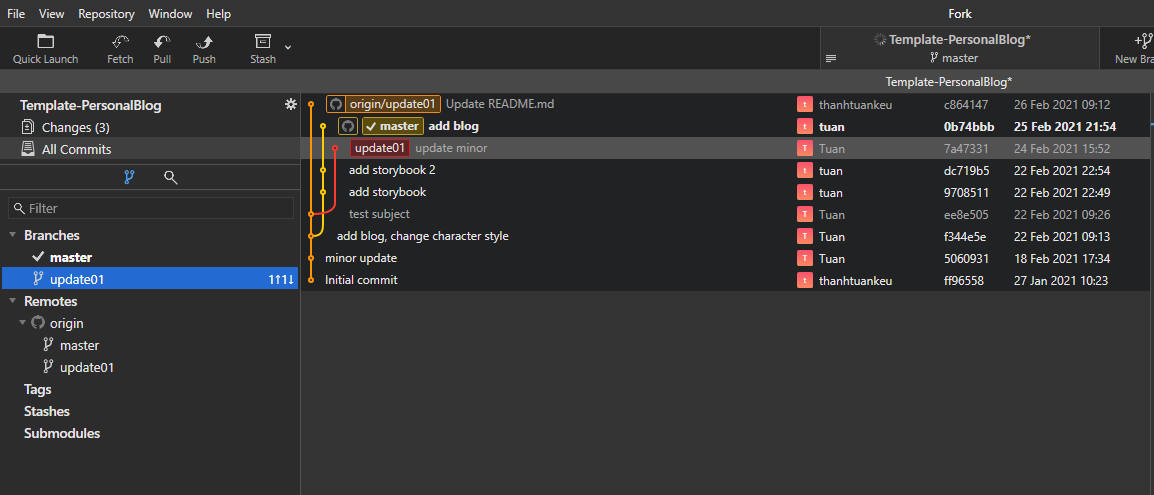 File View Repository Window Help Fork
Quick Launch Fetch Pull Push Stash Template-PersonalBlog* master New Bra
Template-PersonalBlog*
Template-PersonalBlog
Changes (3)
All Commits
Filter
Branches
master
update01 1↑1↓
Remotes
origin
master
update01
Tags
Stashes
Submodules
origin/update01 Update README.md t thanhtuankeu c864147 26 Feb 2021 09:12
master add blog t tuan 0b74bbb 25 Feb 2021 21:54
update01 update minor T Tuan 7a47331 24 Feb 2021 15:52
add storybook 2 t tuan dc719b5 22 Feb 2021 22:54
add storybook t tuan 9708511 22 Feb 2021 22:49
test subject T Tuan ee8e505 22 Feb 2021 09:26
add blog, change character style T Tuan f344e5e 22 Feb 2021 09:13
minor update T Tuan 5060931 18 Feb 2021 17:34
Initial commit t thanhtuankeu ff96558 27 Jan 2021 10:23